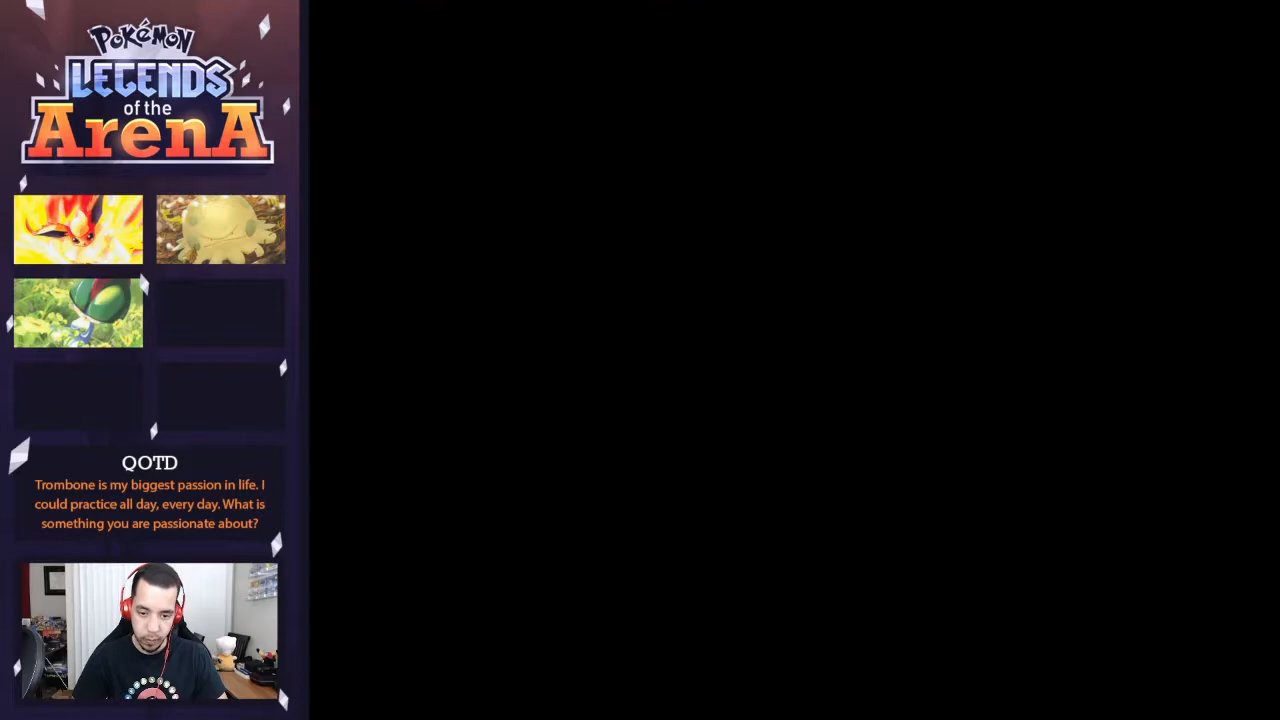 POKéMON
LEGENDS
of the
ArenA
QOTD
Trombone is my biggest passion in life. I
could practice all day, every day. What is
something you are passionate about?